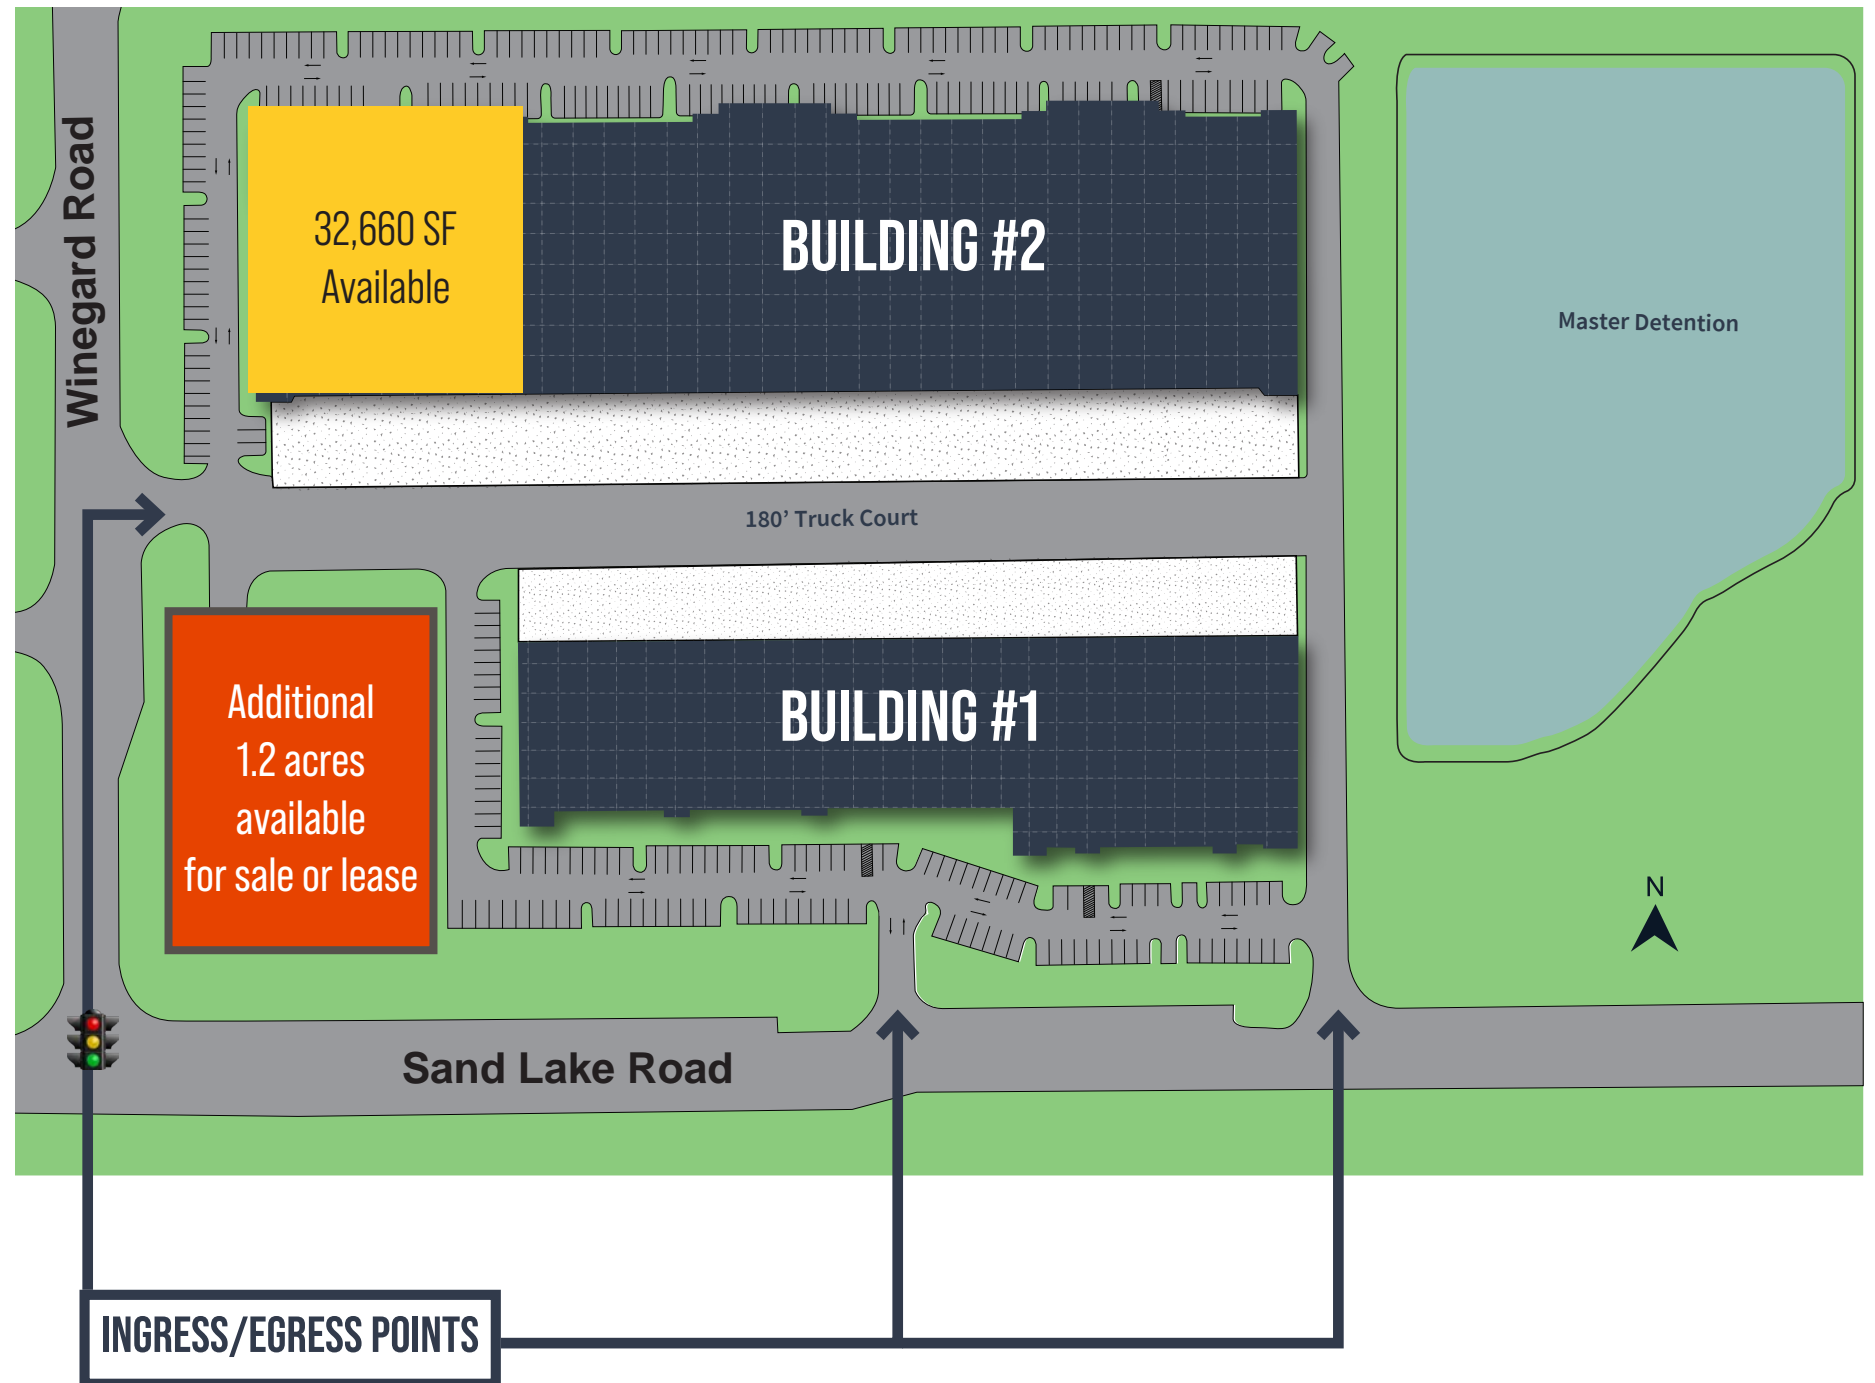 Winegard Road
32,660 SF
Available
BUILDING #2
Master Detention
180’ Truck Court
Additional
1.2 acres
available
for sale or lease
BUILDING #1
N
Sand Lake Road
INGRESS/EGRESS POINTS